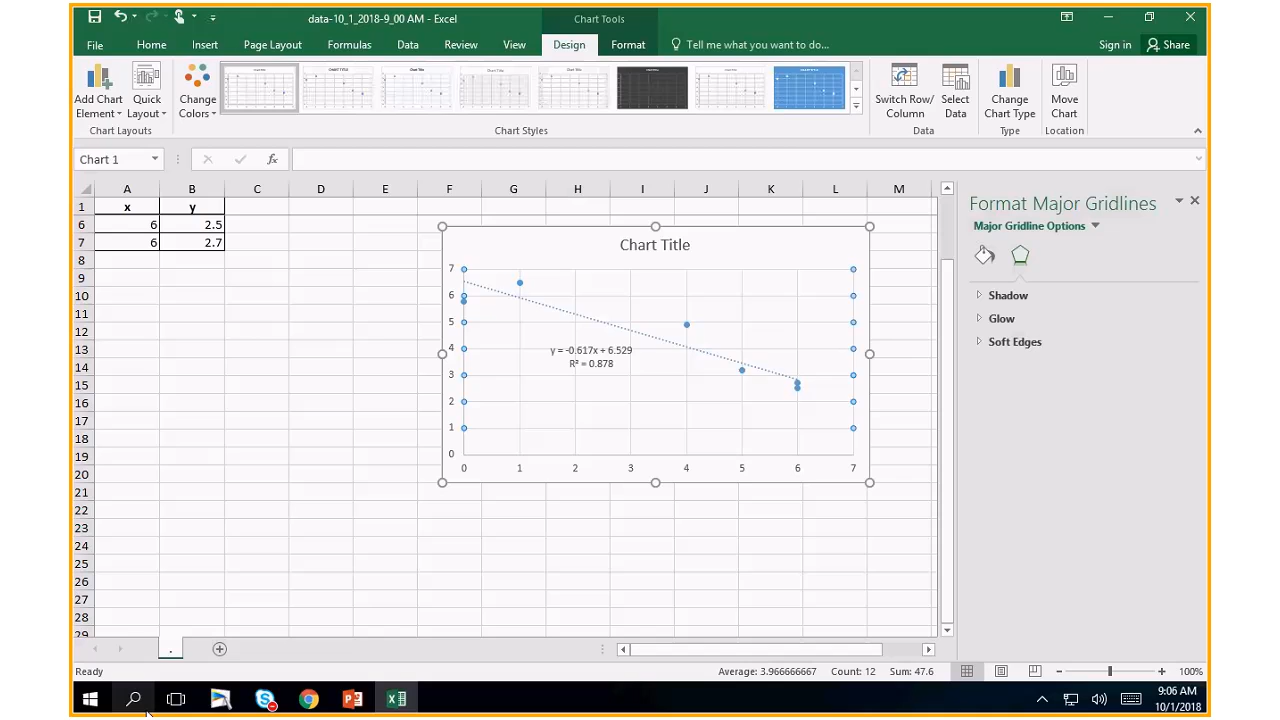 data-10_1_2018-9_00 AM - Excel
Chart Tools
File Home Insert Page Layout Formulas Data Review View Design Format Tell me what you want to do... Sign in Share
Add Chart Element
Quick Layout
Change Colors
Switch Row/ Column
Select Data
Change Chart Type
Move Chart
Chart Layouts Chart Styles Data Type Location
Chart 1 fx
A B C D E F G H I J K L M
1 x y
6 6 2.5
7 6 2.7
8
9
10
11
12
13
14
15
16
17
18
19
20
21
22
23
24
25
26
27
28
29
Chart Title
7
6
5
4
3
2
1
0
y = -0.617x + 6.529
R² = 0.878
0 1 2 3 4 5 6 7
Format Major Gridlines
Major Gridline Options
Shadow
Glow
Soft Edges
.
Ready Average: 3.966666667 Count: 12 Sum: 47.6 100%
9:06 AM
10/1/2018